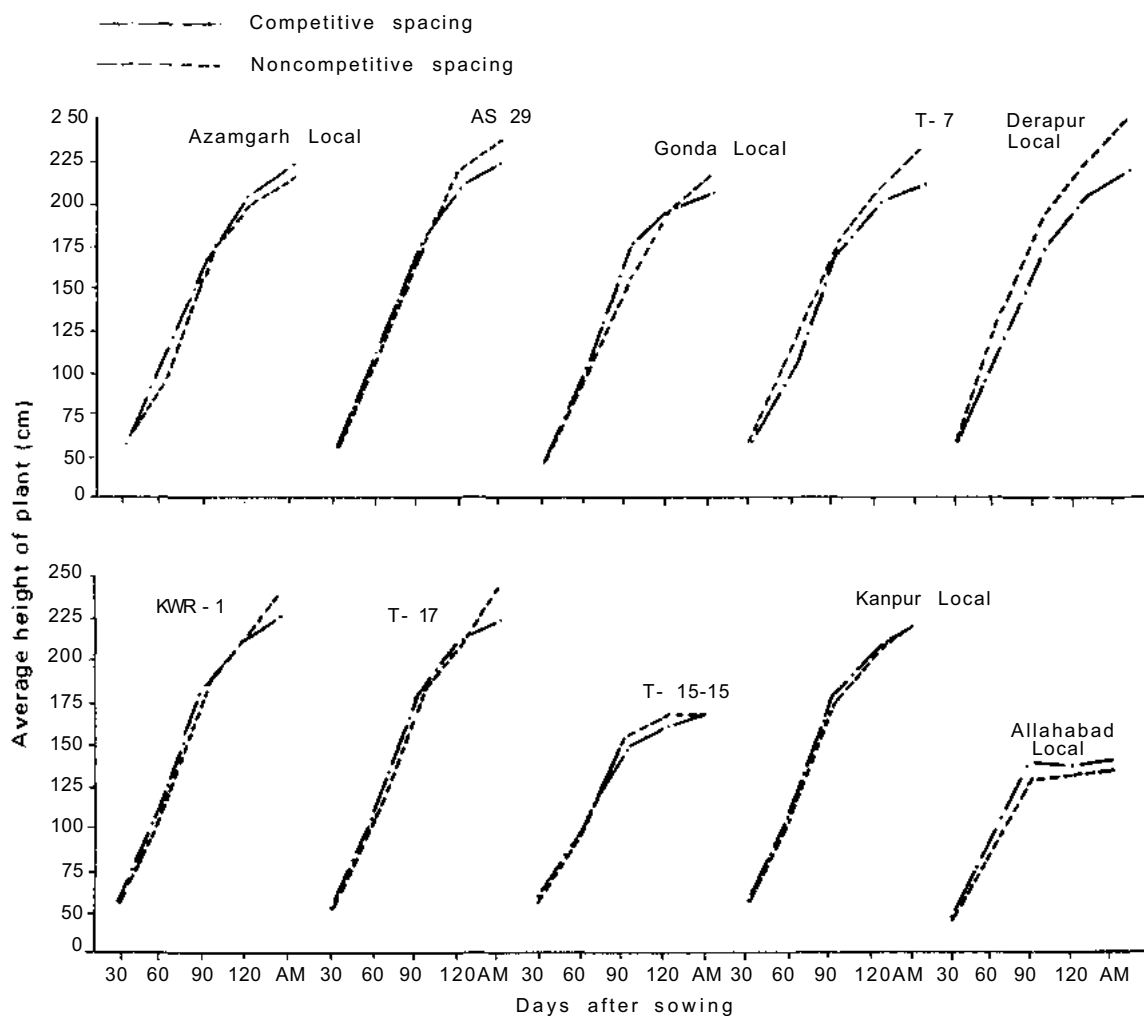 Competitive spacing
Noncompetitive spacing
Average height of plant (cm)
2 50
225
200
175
150
125
100
75
50
0
Azamgarh Local
AS 29
Gonda Local
T- 7
Derapur
Local
250
225
200
175
150
125
100
75
50
0
KWR - 1
T- 17
T- 15-15
Kanpur Local
Allahabad
Local
30 60 90 120 AM 30 60 90 120AM 30 60 90 120 AM 30 60 90 120AM 30 60 90 120 AM
Days after sowing